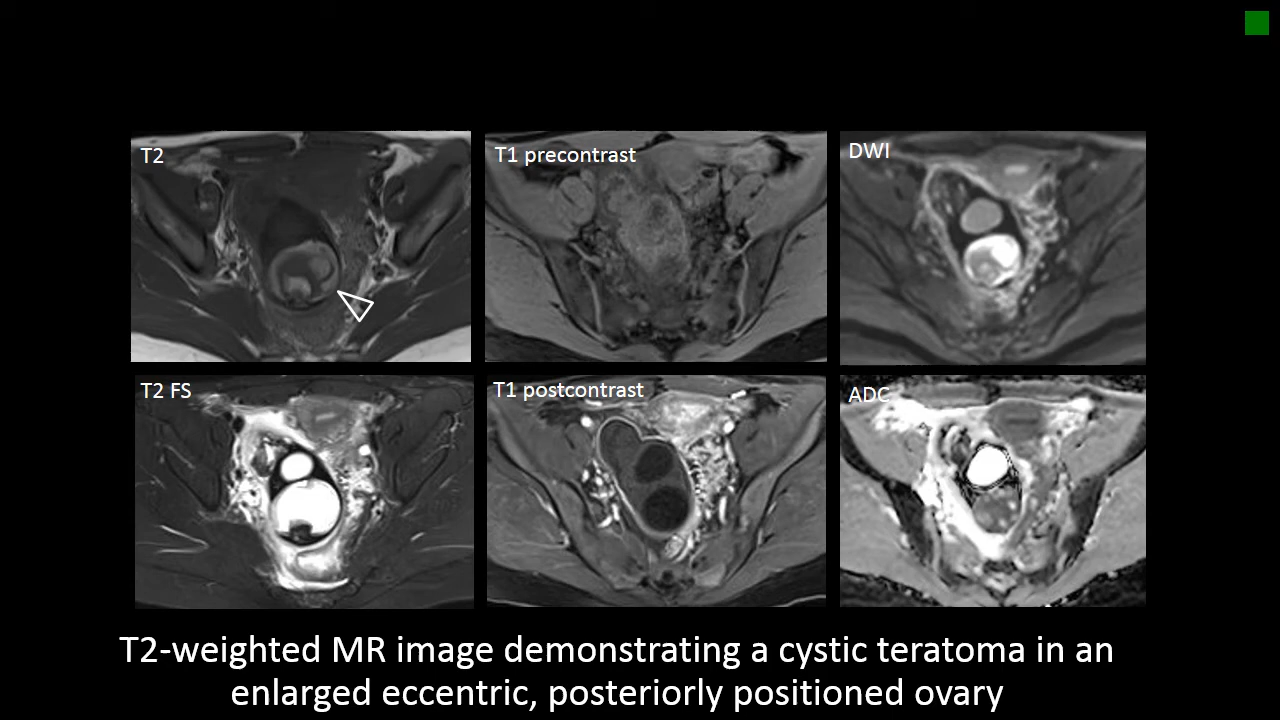 T2
T1 precontrast
DWI
T2 FS
T1 postcontrast
ADC
T2-weighted MR image demonstrating a cystic teratoma in an
enlarged eccentric, posteriorly positioned ovary